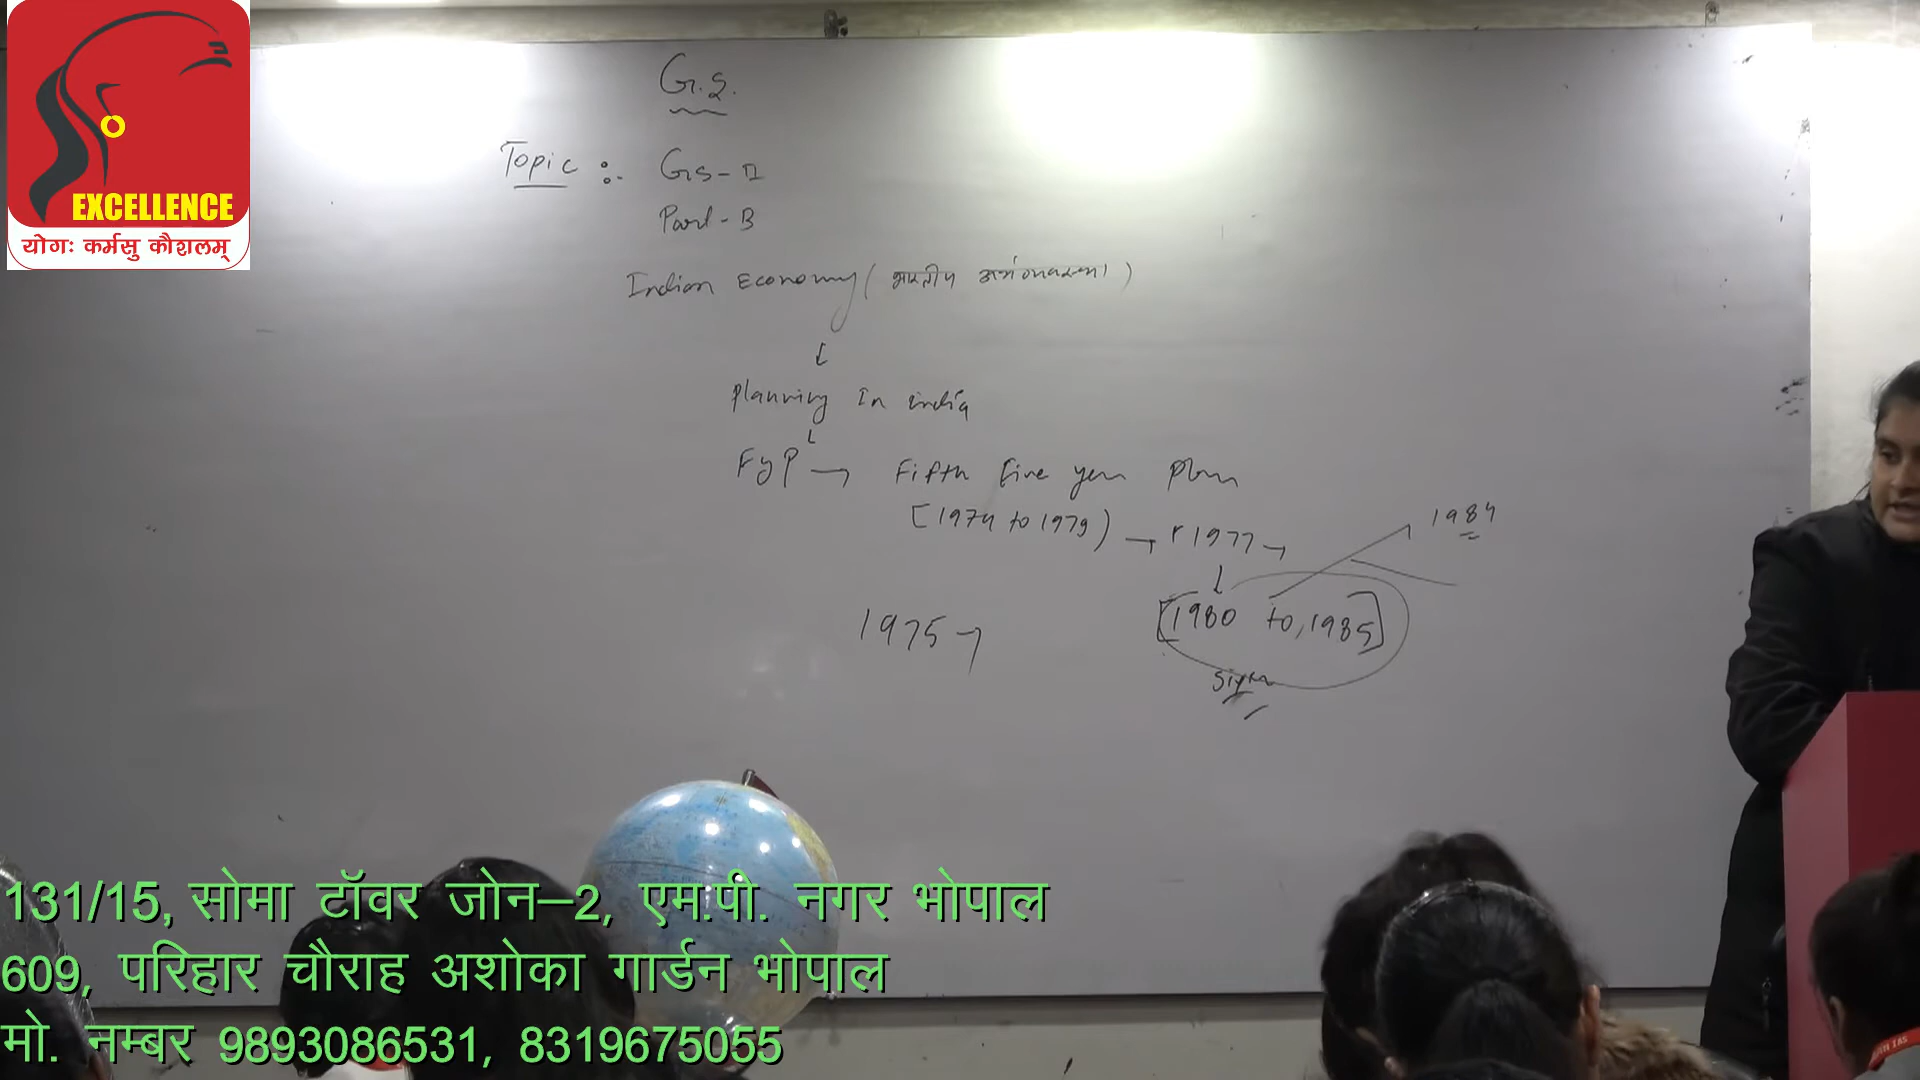 EXCELLENCE
योगः कर्मसु कौशलम्
G.S.
Topic :- GS-II
Part-B
Indian Economy (भारतीय अर्थव्यवस्था)
Planning In india
FYP → Fifth Five year Plan
[1974 to 1979) → 1977 →
1984
[1980 to, 1985]
1975 →
131/15, सोमा टॉवर जोन–2, एम.पी. नगर भोपाल
609, परिहार चौराह अशोका गार्डन भोपाल
मो. नम्बर 9893086531, 8319675055